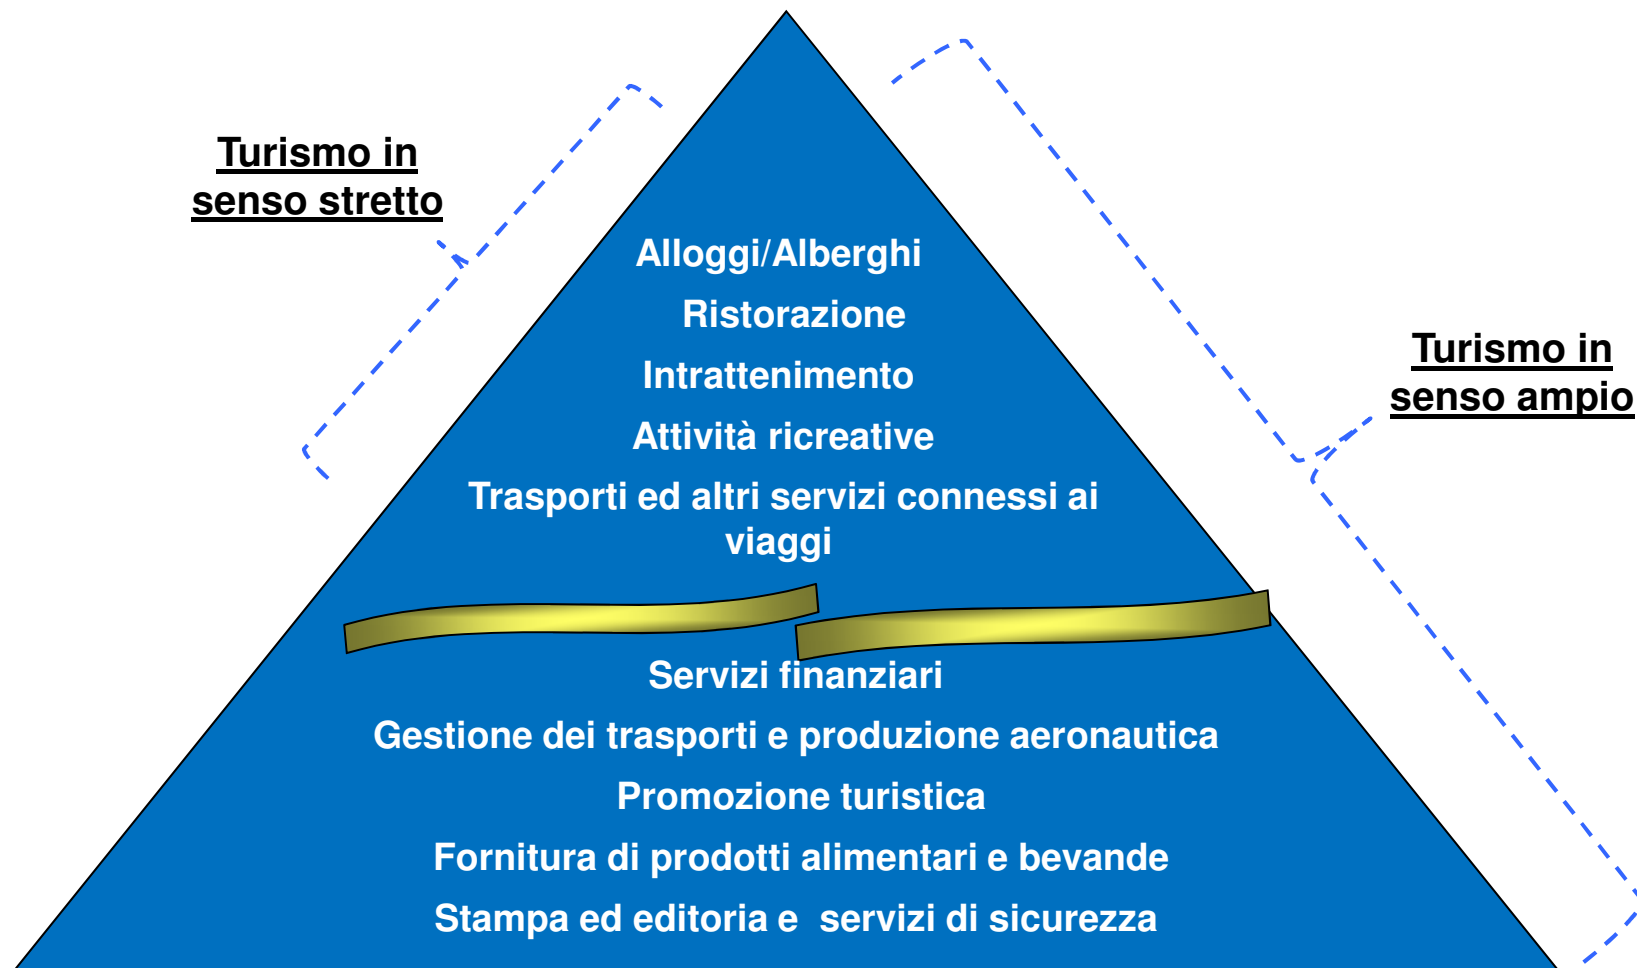 Turismo in
senso stretto
Alloggi/Alberghi
Ristorazione
Intrattenimento
Attività ricreative
Trasporti ed altri servizi connessi ai
viaggi
Turismo in
senso ampio
Servizi finanziari
Gestione dei trasporti e produzione aeronautica
Promozione turistica
Fornitura di prodotti alimentari e bevande
Stampa ed editoria e  servizi di sicurezza